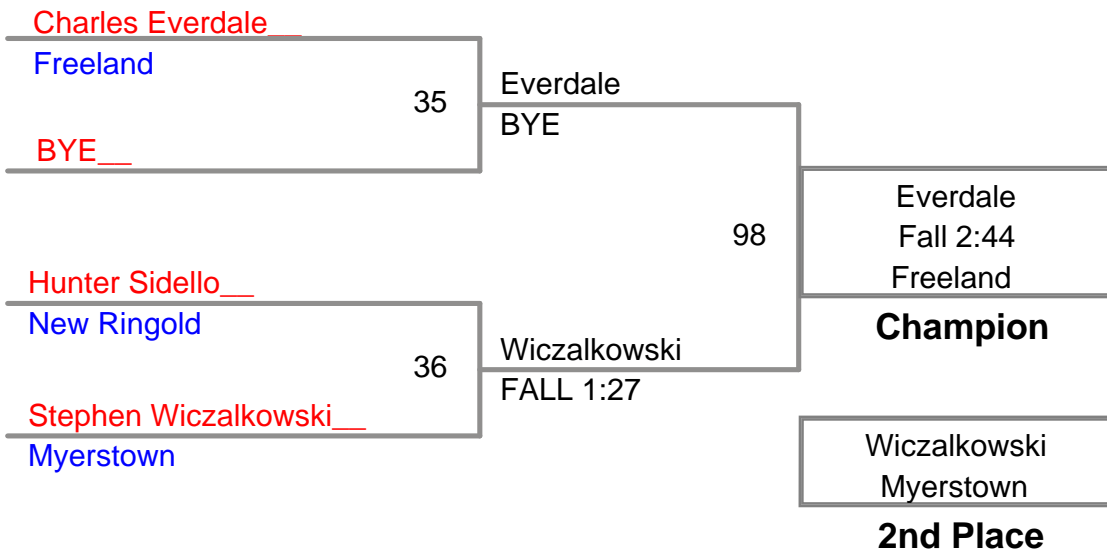 Charles Everdale__
Freeland
35
BYE__
Everdale
BYE
Hunter Sidello__
New Ringold
36
Stephen Wiczalkowski__
Myerstown
Wiczalkowski
FALL 1:27
98
Everdale
Fall 2:44
Freeland
Champion
Wiczalkowski
Myerstown
2nd Place